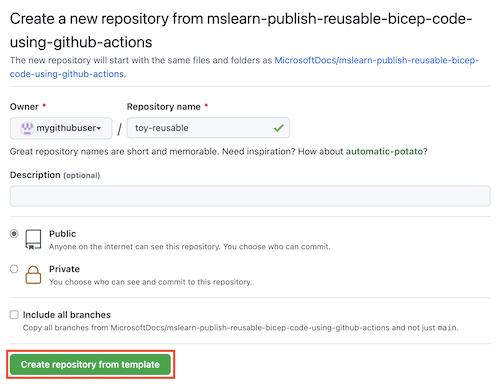 Create a new repository from mslearn-publish-reusable-bicep-code-
using-github-actions
The new repository will start with the same files and folders as MicrosoftDocs/mslearn-publish-reusable-bicep-
code-using-github-actions.
Owner * Repository name *
mygithubuser / toy-reusable
Great repository names are short and memorable. Need inspiration? How about automatic-potato?
Description (optional)
Public
Anyone on the internet can see this repository. You choose who can commit.
Private
You choose who can see and commit to this repository.
Include all branches
Copy all branches from MicrosoftDocs/mslearn-publish-reusable-bicep-code-using-github-actions and not just main.
Create repository from template